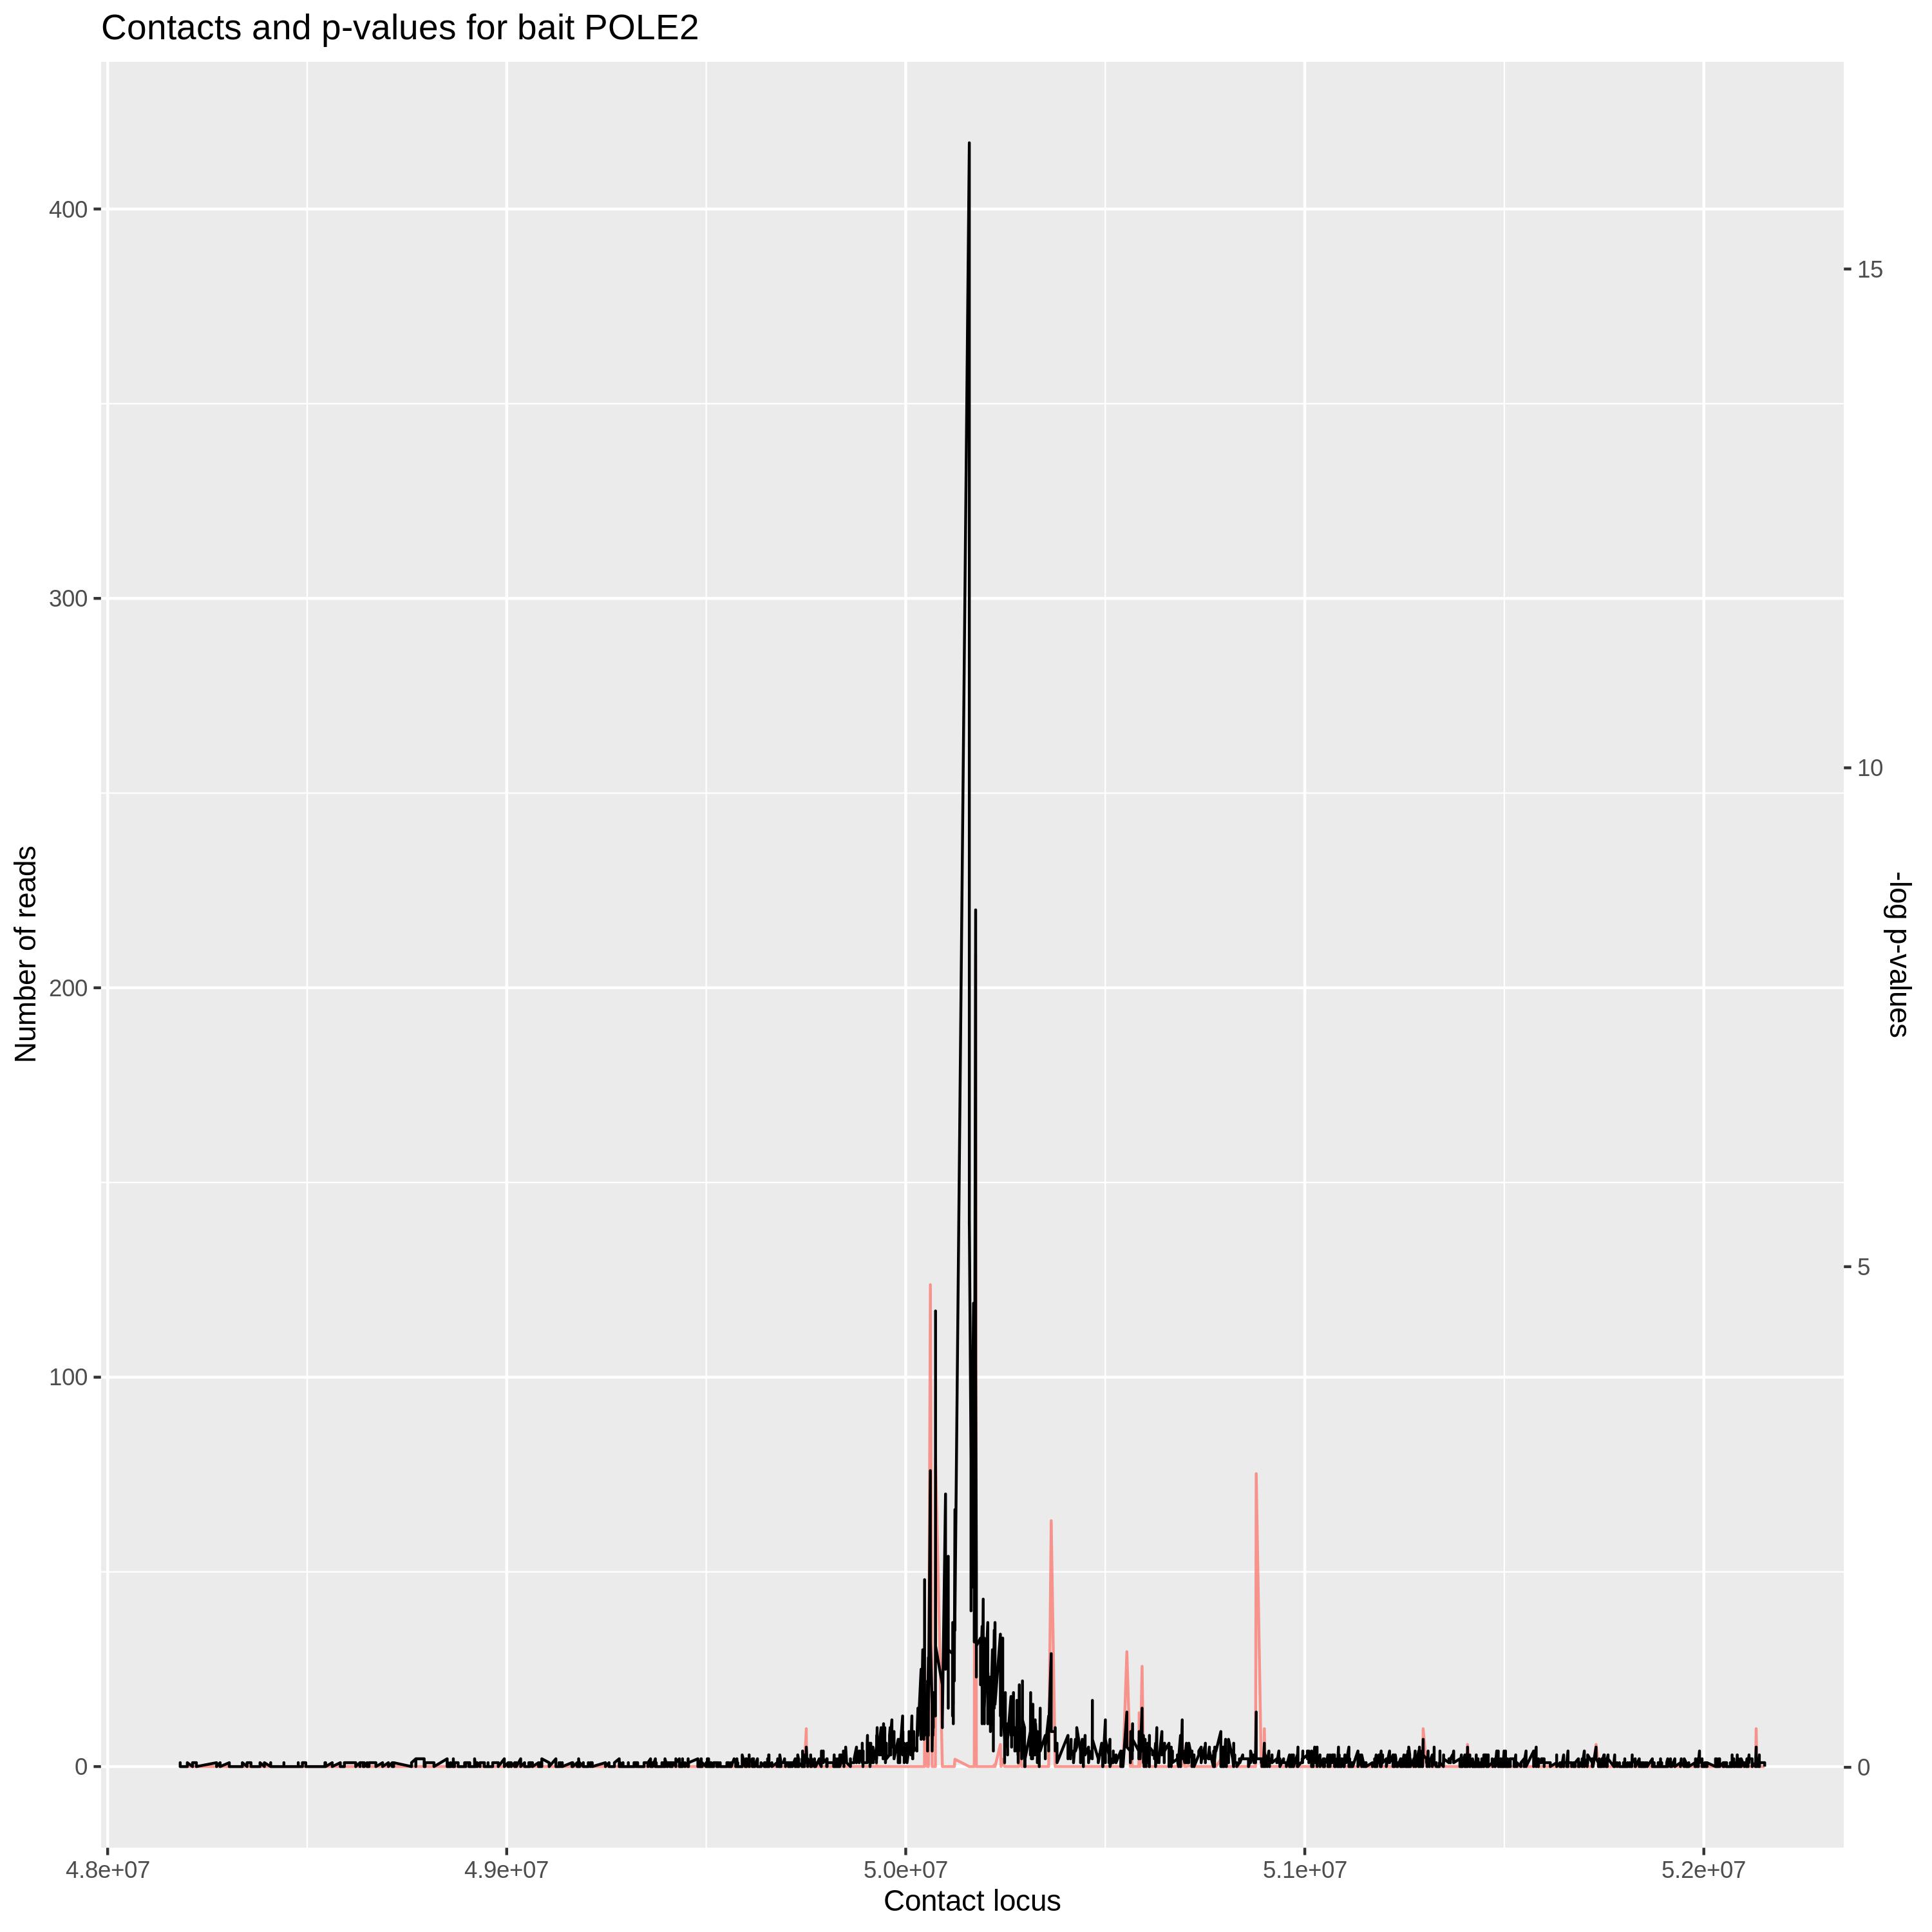 Contacts and p-values for bait POLE2
400
300
200
100
0
Number of reads
15
10
5
0
-log p-values
4.8e+07
4.9e+07
5.0e+07
5.1e+07
5.2e+07
Contact locus